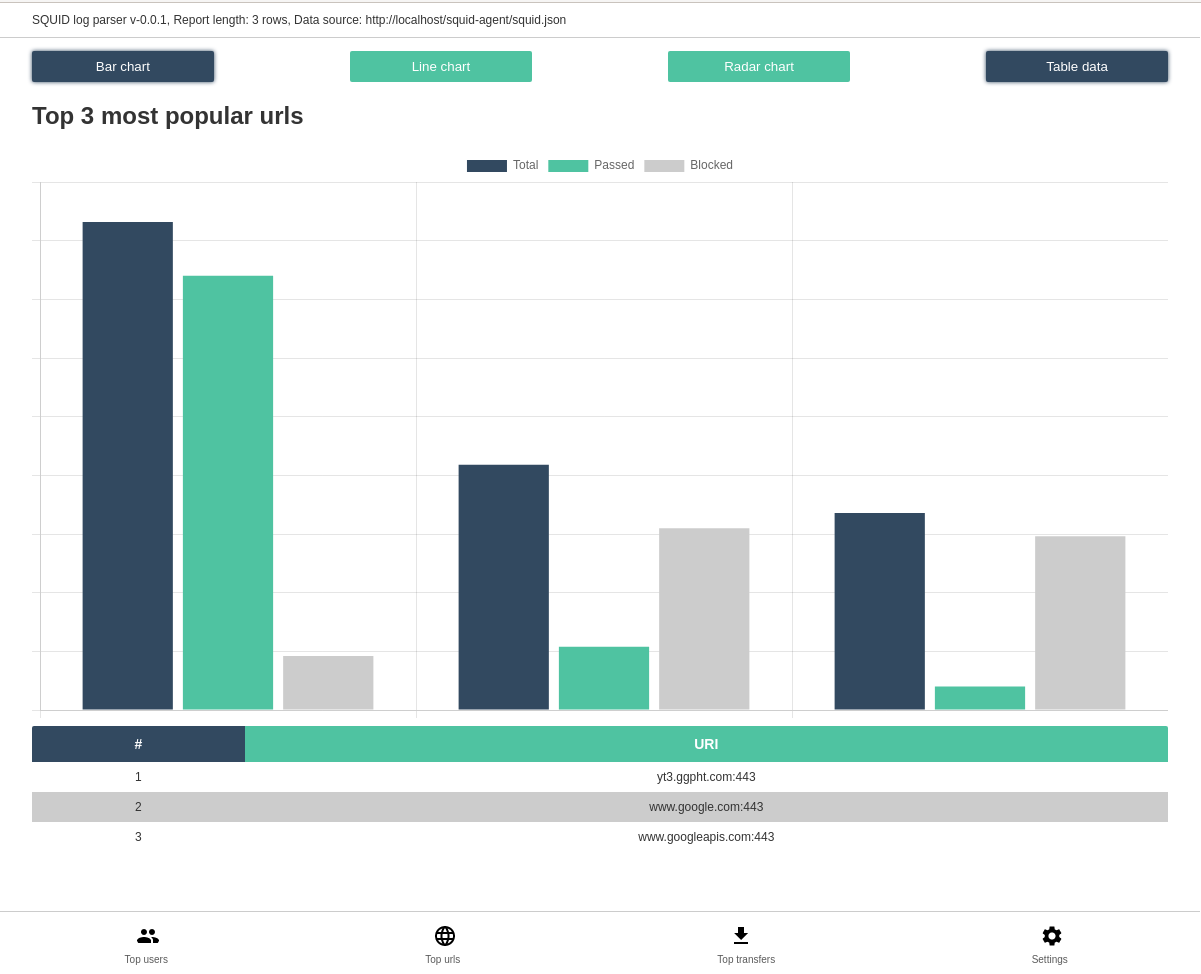 SQUID log parser v-0.0.1, Report length: 3 rows, Data source: http://localhost/squid-agent/squid.json
Bar chart Line chart Radar chart Table data
Top 3 most popular urls
Total Passed Blocked
# URI
1 yt3.ggpht.com:443
2 www.google.com:443
3 www.googleapis.com:443
Top users Top urls Top transfers Settings